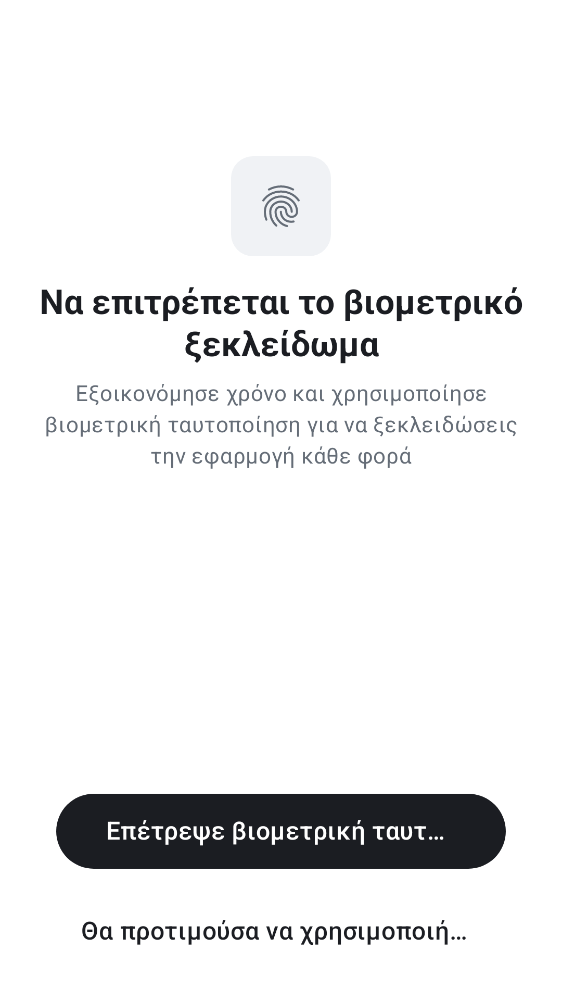 Να επιτρέπεται το βιομετρικό
ξεκλείδωμα
Εξοικονόμησε χρόνο και χρησιμοποίησε
βιομετρική ταυτοποίηση για να ξεκλειδώσεις
την εφαρμογή κάθε φορά
Επέτρεψε βιομετρική ταυτ…
Θα προτιμούσα να χρησιμοποιή…